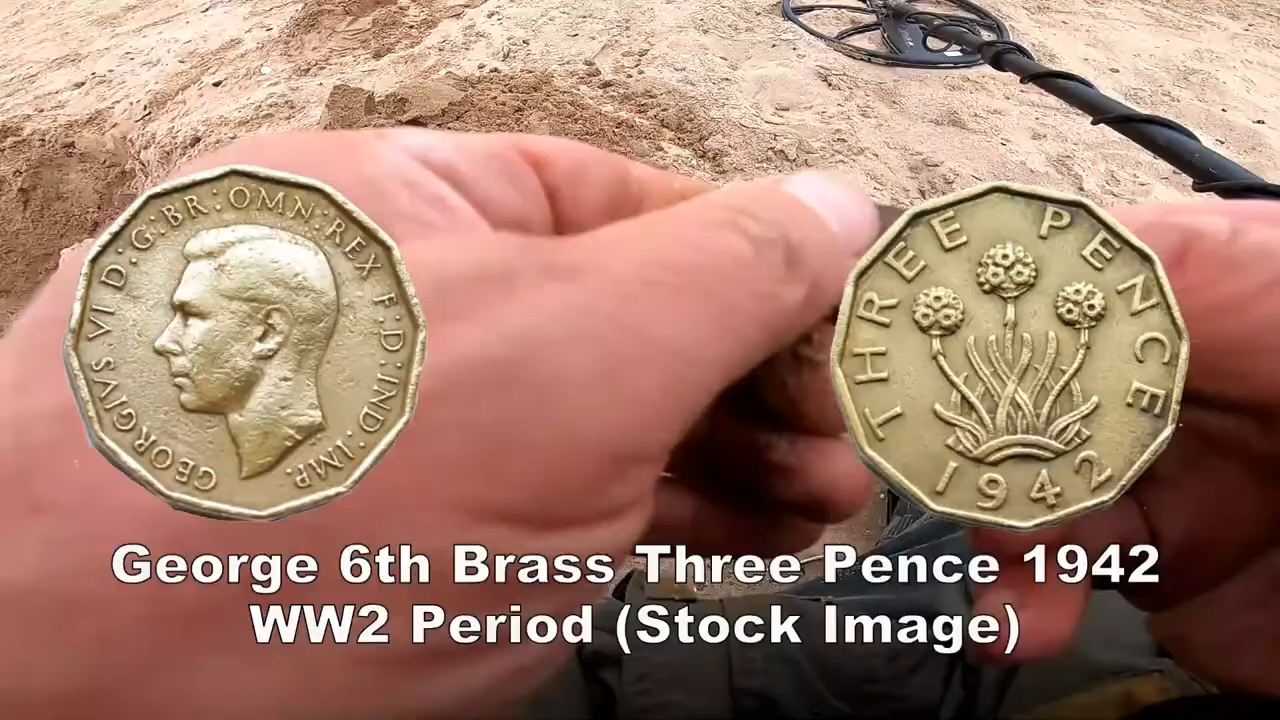 GEORGIVS VI D:G:BR:OMN:REX F:D:IND:IMP.
THREE PENCE
1942
George 6th Brass Three Pence 1942
WW2 Period (Stock Image)